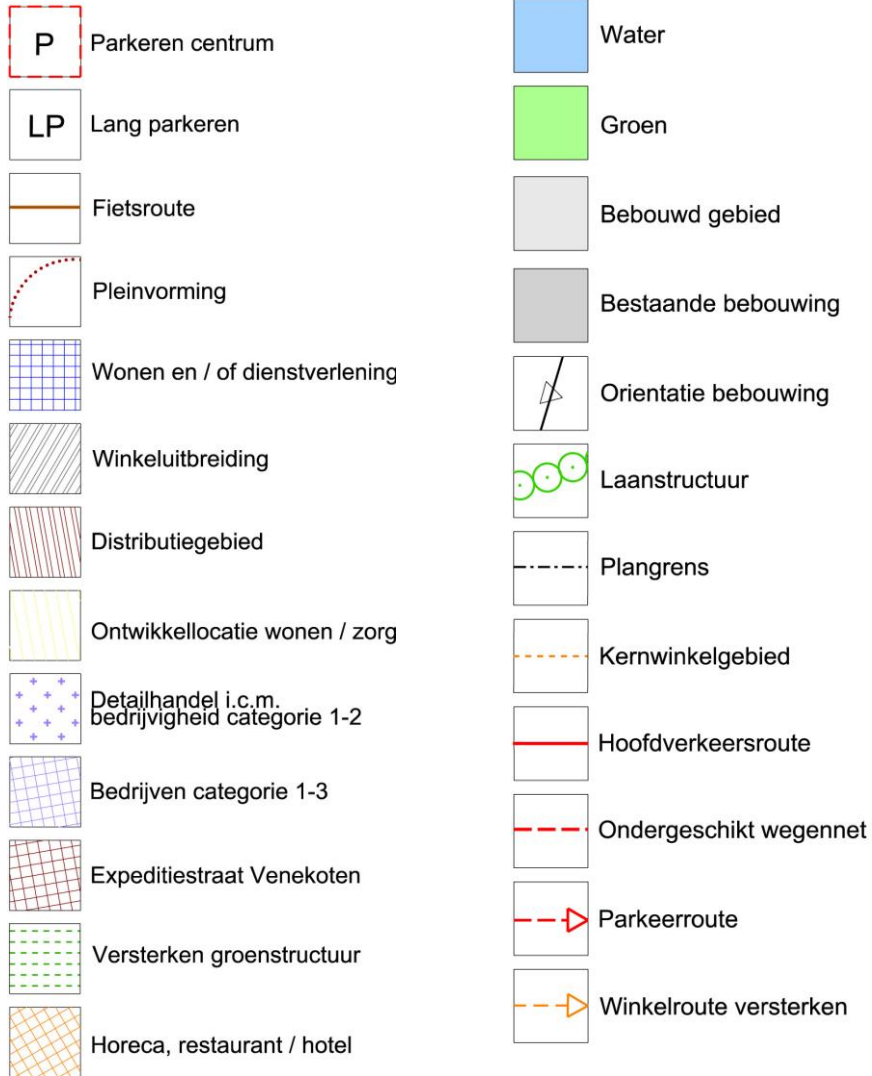 P
Parkeren centrum
LP
Lang parkeren
Fietsroute
Pleinvorming
Wonen en / of dienstverlening
Winkeluitbreiding
Distributiegebied
Ontwikkellocatie wonen / zorg
Detailhandel i.c.m.
bedrijvigheid categorie 1-2
Bedrijven categorie 1-3
Expeditiestraat Venekoten
Versterken groenstructuur
Horeca, restaurant / hotel
Water
Groen
Bebouwd gebied
Bestaande bebouwing
Orientatie bebouwing
Laanstructuur
Plangrens
Kernwinkelgebied
Hoofdverkeersroute
Ondergeschikt wegennet
Parkeerroute
Winkelroute versterken